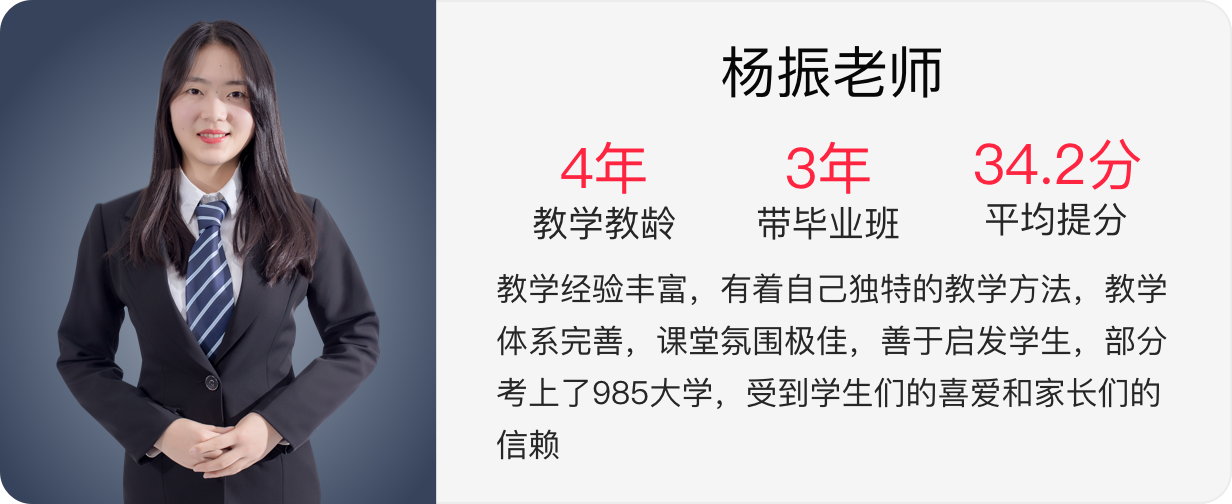 杨振老师
4年 3年 34.2分
教学教龄 带毕业班 平均提分
教学经验丰富，有着自己独特的教学方法，教学
体系完善，课堂氛围极佳，善于启发学生，部分
考上了985大学，受到学生们的喜爱和家长们的
信赖